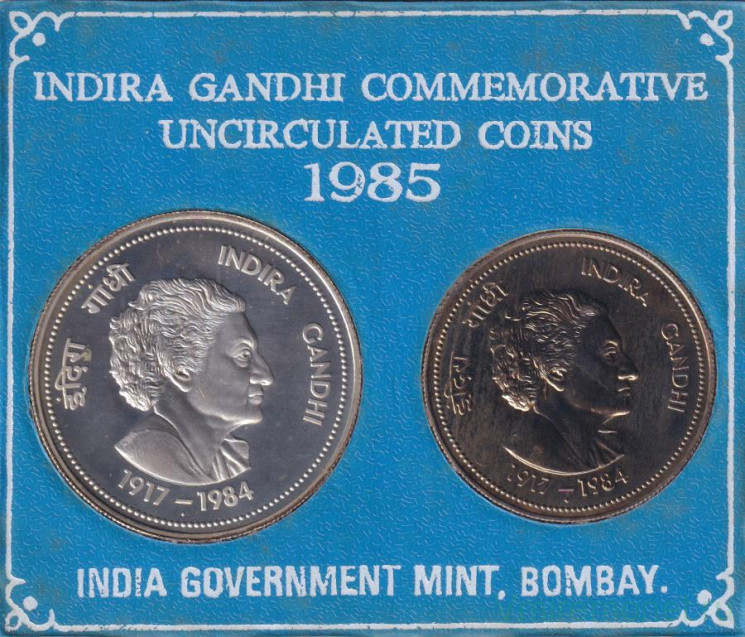 INDIRA GANDHI COMMEMORATIVE
UNCIRCULATED COINS
1985
इंदिरा गांधी INDIRA GANDHI
1917–1984
इंदिरा गांधी INDIRA GANDHI
1917–1984
INDIA GOVERNMENT MINT, BOMBAY.